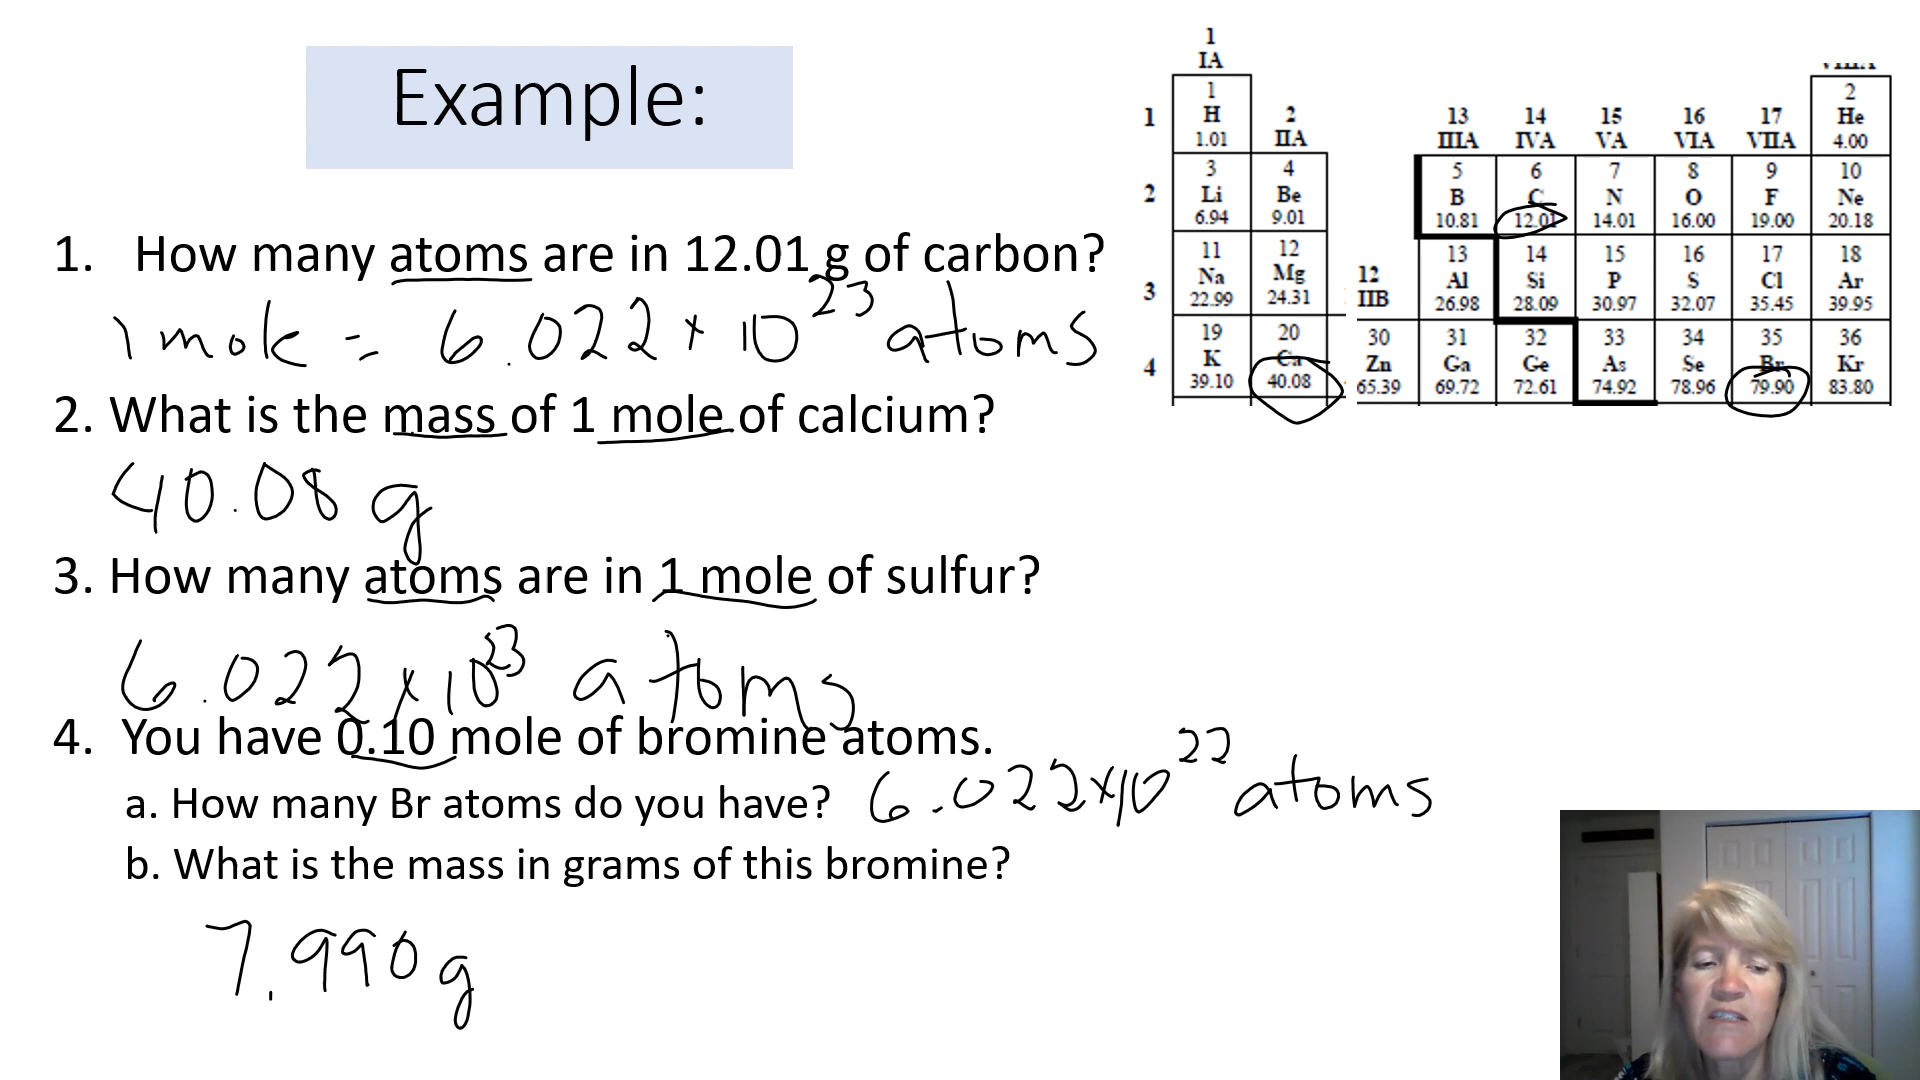 Example:
1. How many atoms are in 12.01 g of carbon?
1 mole = 6.022 x 10²³ atoms
2. What is the mass of 1 mole of calcium?
40.08 g
3. How many atoms are in 1 mole of sulfur?
6.022x10²³ atoms
4. You have 0.10 mole of bromine atoms.
a. How many Br atoms do you have? 6.022x10²² atoms
b. What is the mass in grams of this bromine?
7.990 g
1
IA
1 2 13 14 15 16 17 2
1 H IIA IIIA IVA VA VIA VIIA He
1.01 4.00
3 4 5 6 7 8 9 10
2 Li Be B C N O F Ne
6.94 9.01 10.81 12.01 14.01 16.00 19.00 20.18
11 12 13 14 15 16 17 18
3 Na Mg 12 Al Si P S Cl Ar
22.99 24.31 IIB 26.98 28.09 30.97 32.07 35.45 39.95
19 20 30 31 32 33 34 35 36
4 K Ca Zn Ga Ge As Se Br Kr
39.10 40.08 65.39 69.72 72.61 74.92 78.96 79.90 83.80